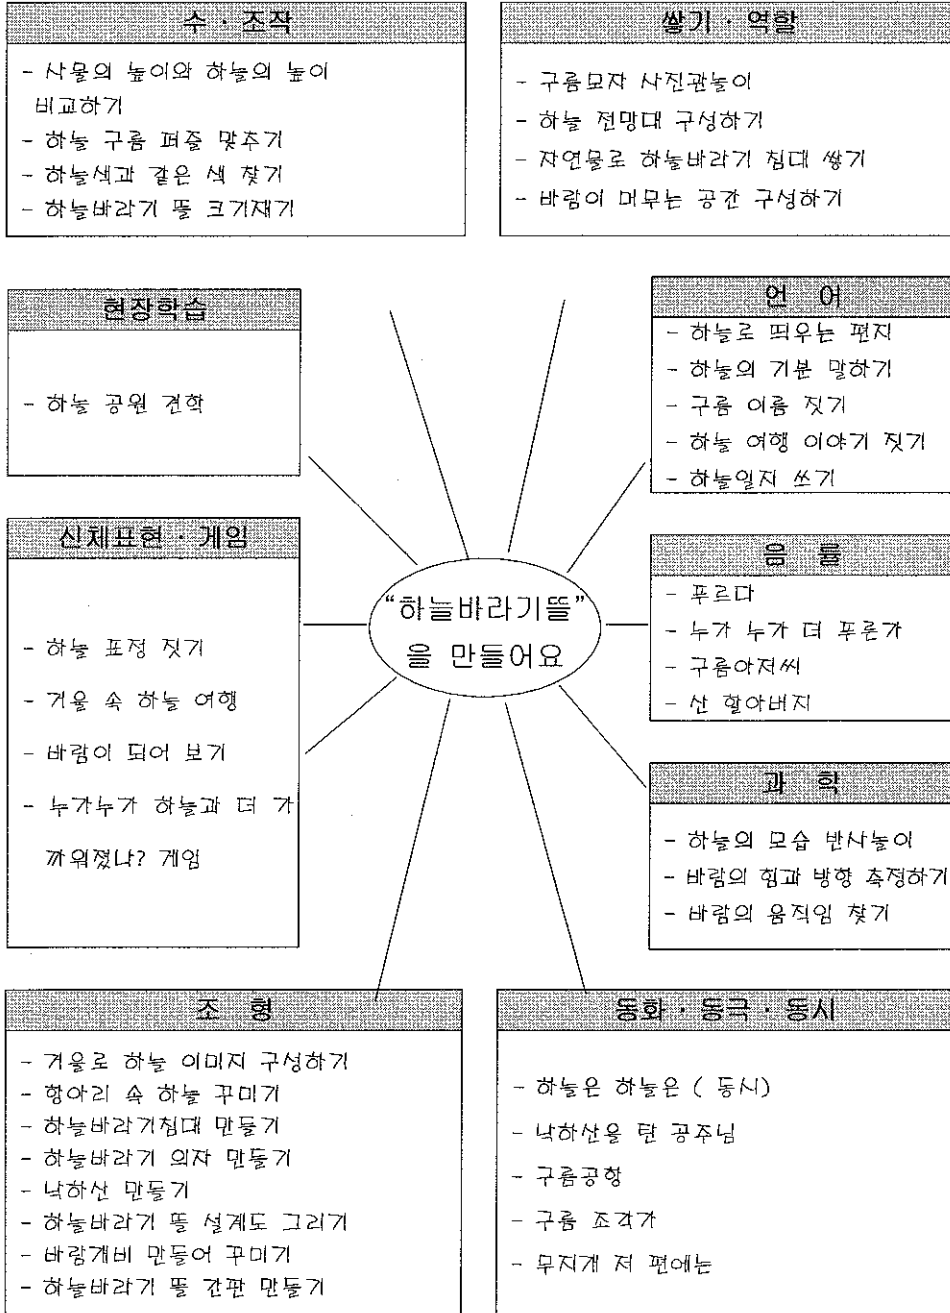 수 · 조작
- 사물의 높이와 하늘의 높이
비교하기
- 하늘 구름 퍼즐 맞추기
- 하늘색과 같은 색 찾기
- 하늘바라기 뜰 크기재기
쌓기 · 역할
- 구름모자 사진관놀이
- 하늘 전망대 구성하기
- 자연물로 하늘바라기 침대 쌓기
- 바람이 머무는 공간 구성하기
현장학습
- 하늘 공원 견학
언 어
- 하늘로 띄우는 편지
- 하늘의 기분 말하기
- 구름 이름 짓기
- 하늘 여행 이야기 짓기
- 하늘일지 쓰기
신체표현 · 게임
- 하늘 표정 짓기
- 거울 속 하늘 여행
- 바람이 되어 보기
- 누가누가 하늘과 더 가
까워졌나? 게임
“하늘바라기뜰”
을 만들어요
음 률
- 푸르다
- 누가 누가 더 푸른가
- 구름아저씨
- 산 할아버지
과 학
- 하늘의 모습 반사놀이
- 바람의 힘과 방향 측정하기
- 바람의 움직임 찾기
조 형
- 거울로 하늘 이미지 구성하기
- 항아리 속 하늘 꾸미기
- 하늘바라기침대 만들기
- 하늘바라기 의자 만들기
- 낙하산 만들기
- 하늘바라기 뜰 설계도 그리기
- 바람개비 만들어 꾸미기
- 하늘바라기 뜰 간판 만들기
동화 · 동극 · 동시
- 하늘은 하늘은 ( 동시)
- 낙하산을 탄 공주님
- 구름공항
- 구름 조각가
- 무지개 저 편에는